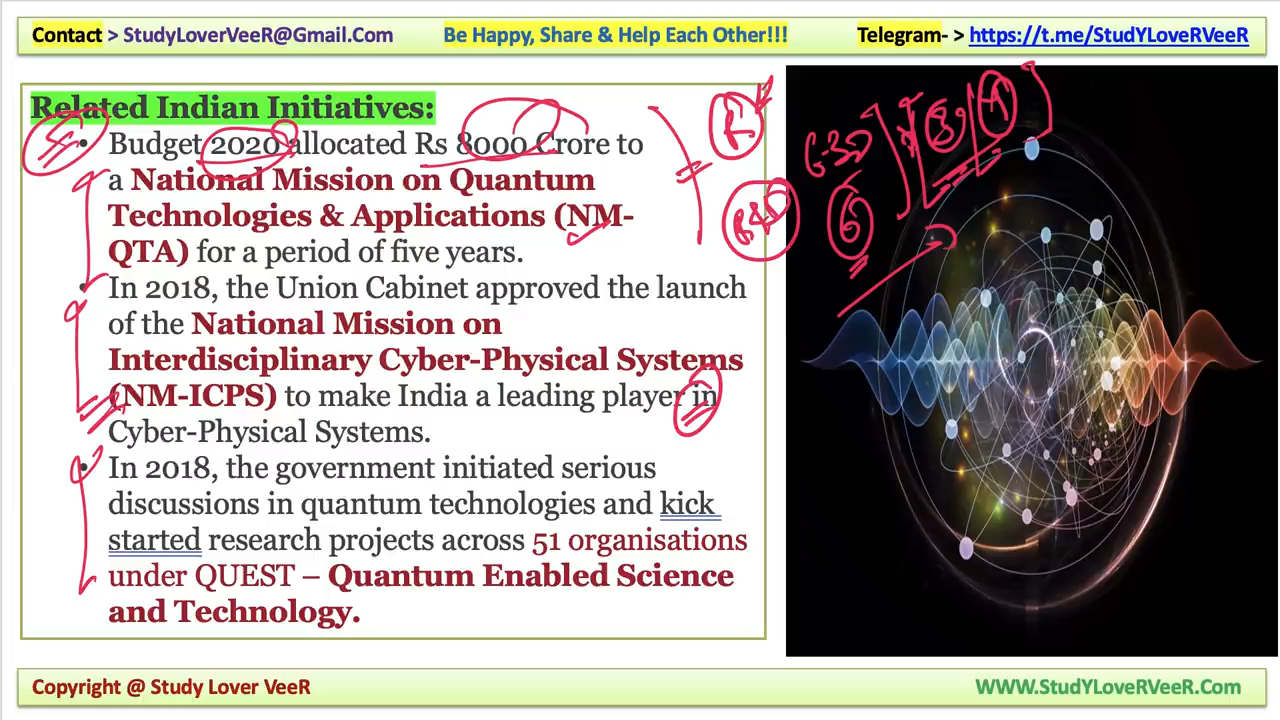 Contact > StudyLoverVeeR@Gmail.Com Be Happy, Share & Help Each Other!!! Telegram- > https://t.me/StudYLoveRVeeR
Related Indian Initiatives:
• Budget 2020 allocated Rs 8000 Crore to
a National Mission on Quantum
Technologies & Applications (NM-
QTA) for a period of five years.
• In 2018, the Union Cabinet approved the launch
of the National Mission on
Interdisciplinary Cyber-Physical Systems
(NM-ICPS) to make India a leading player in
Cyber-Physical Systems.
• In 2018, the government initiated serious
discussions in quantum technologies and kick
started research projects across 51 organisations
under QUEST – Quantum Enabled Science
and Technology.
R&D
Copyright @ Study Lover VeeR WWW.StudYLoveRVeeR.Com